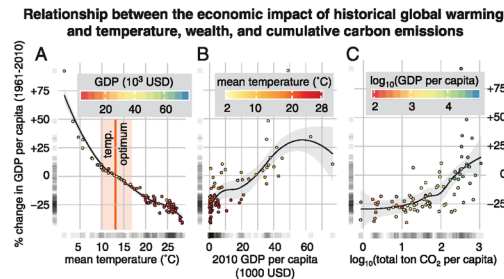 Relationship between the economic impact of historical global warming
and temperature, wealth, and cumulative carbon emissions
A
B
C
% change in GDP per capita (1961-2010)
+75
+50
+25
0
−25
GDP (10³ USD)
20 40 60
temp.
optimum
5 10 15 20 25
mean temperature (°C)
mean temperature (°C)
2 10 20 28
0 20 40 60
2010 GDP per capita
(1000 USD)
log₁₀(GDP per capita)
2 3 4
+75
+50
+25
0
−25
0 1 2 3
log₁₀(total ton CO₂ per capita)